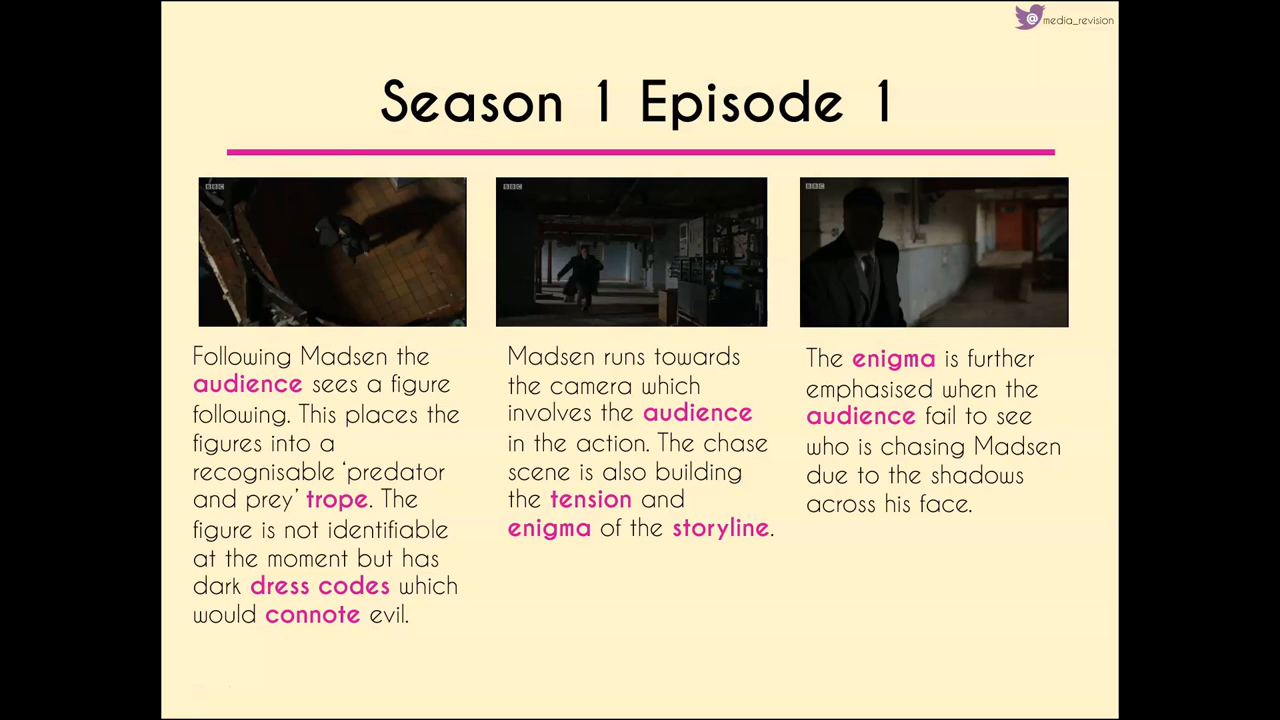 @media_revision
Season 1 Episode 1
BBC
BBC
BBC
Following Madsen the
audience sees a figure
following. This places the
figures into a
recognisable ‘predator
and prey’ trope. The
figure is not identifiable
at the moment but has
dark dress codes which
would connote evil.
Madsen runs towards
the camera which
involves the audience
in the action. The chase
scene is also building
the tension and
enigma of the storyline.
The enigma is further
emphasised when the
audience fail to see
who is chasing Madsen
due to the shadows
across his face.